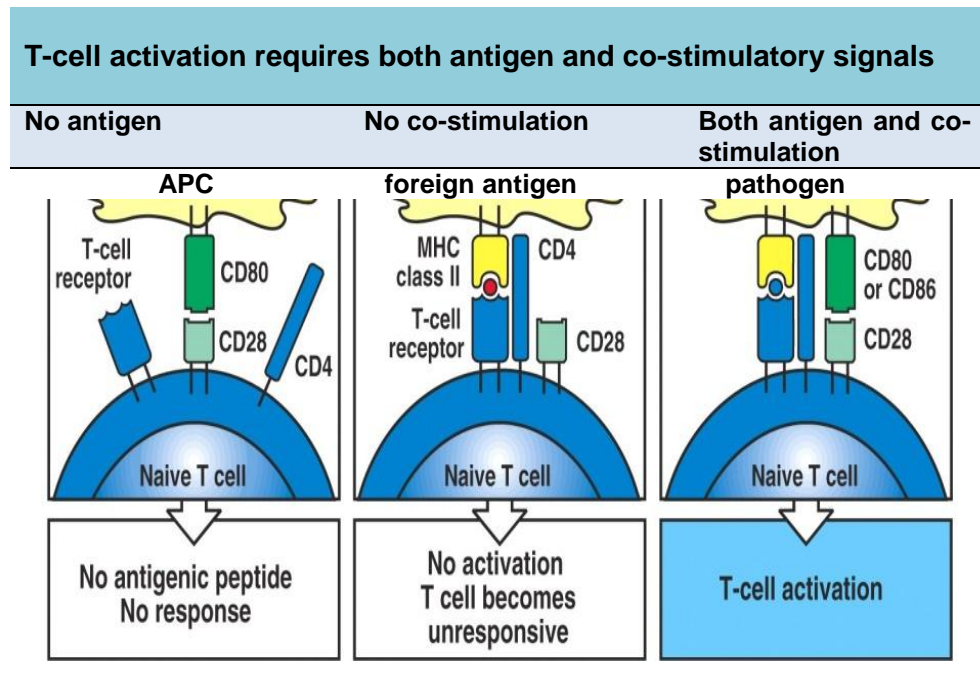 T-cell activation requires both antigen and co-stimulatory signals
No antigen
No co-stimulation
Both antigen and co-
stimulation
APC
foreign antigen
pathogen
T-cell
receptor
CD80
CD28
CD4
Naive T cell
No antigenic peptide
No response
MHC
class II
CD4
T-cell
receptor
CD28
Naive T cell
No activation
T cell becomes
unresponsive
CD80
or CD86
CD28
Naive T cell
T-cell activation